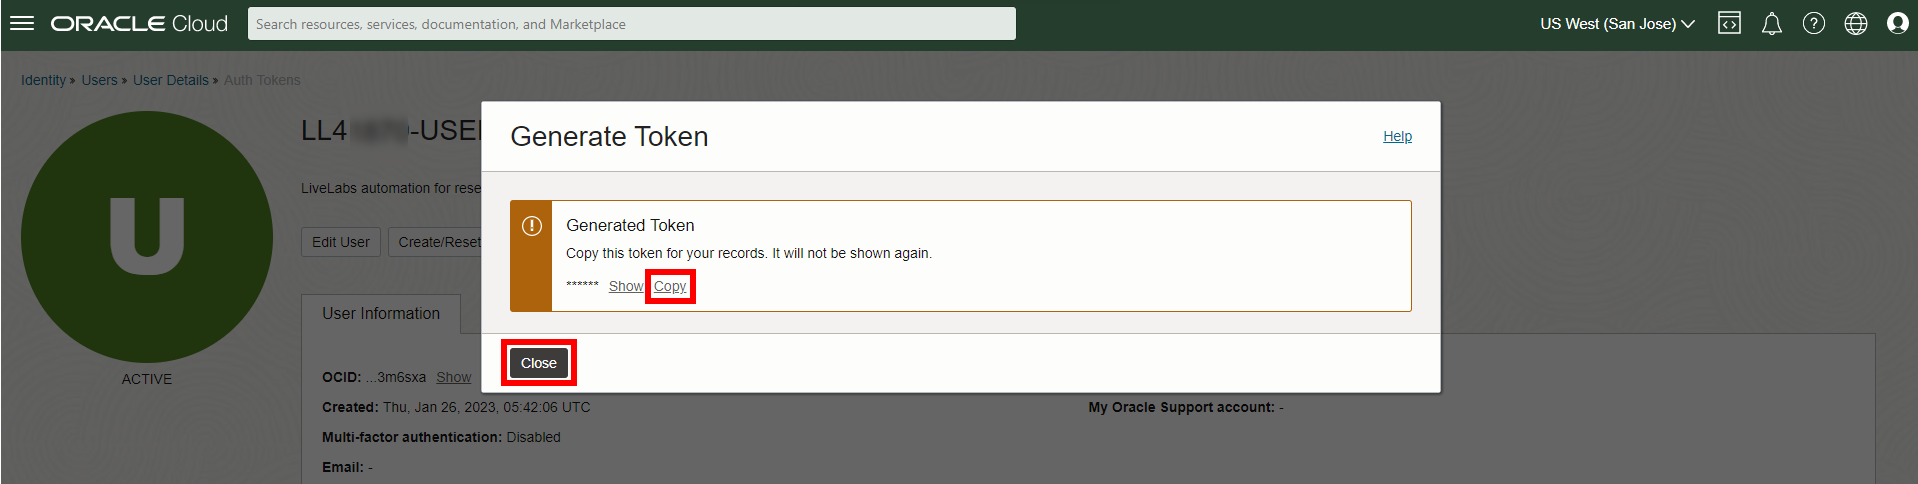 ORACLE Cloud
Search resources, services, documentation, and Marketplace
US West (San Jose)
Identity » Users » User Details » Auth Tokens
U
ACTIVE
LL4 -USE
LiveLabs automation for rese
Edit User
Create/Reset
User Information
OCID: ...3m6sxa Show
Created: Thu, Jan 26, 2023, 05:42:06 UTC
Multi-factor authentication: Disabled
Email: -
My Oracle Support account: -
Generate Token
Help
Generated Token
Copy this token for your records. It will not be shown again.
****** Show Copy
Close